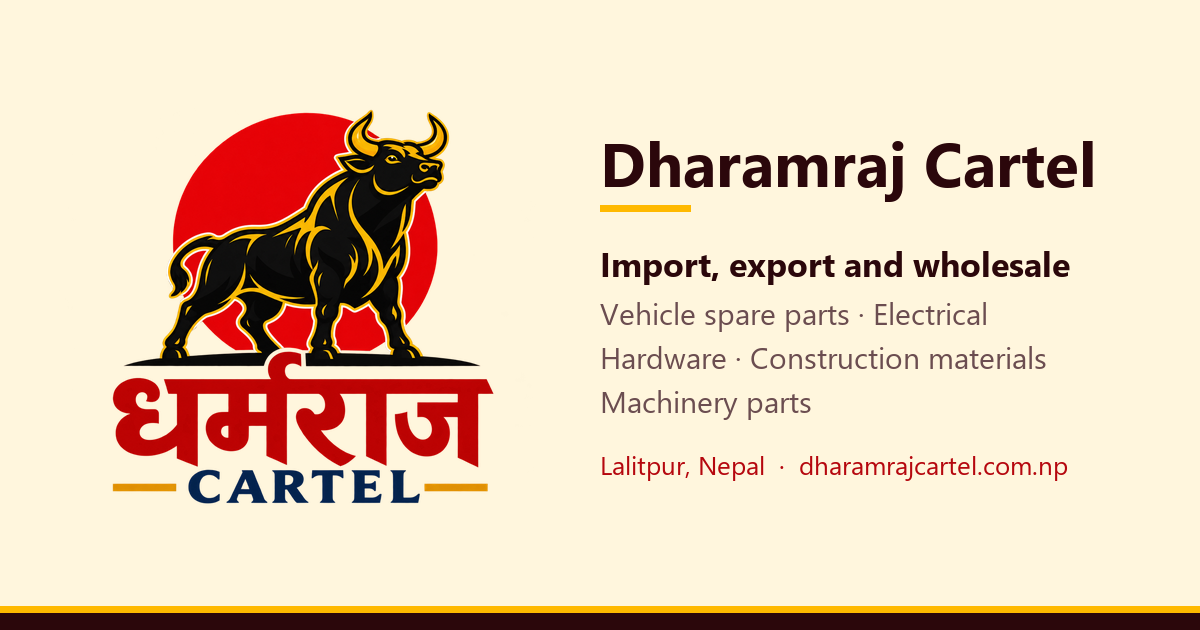 धर्मराज
CARTEL
Dharamraj Cartel
Import, export and wholesale
Vehicle spare parts · Electrical
Hardware · Construction materials
Machinery parts
Lalitpur, Nepal · dharamrajcartel.com.np